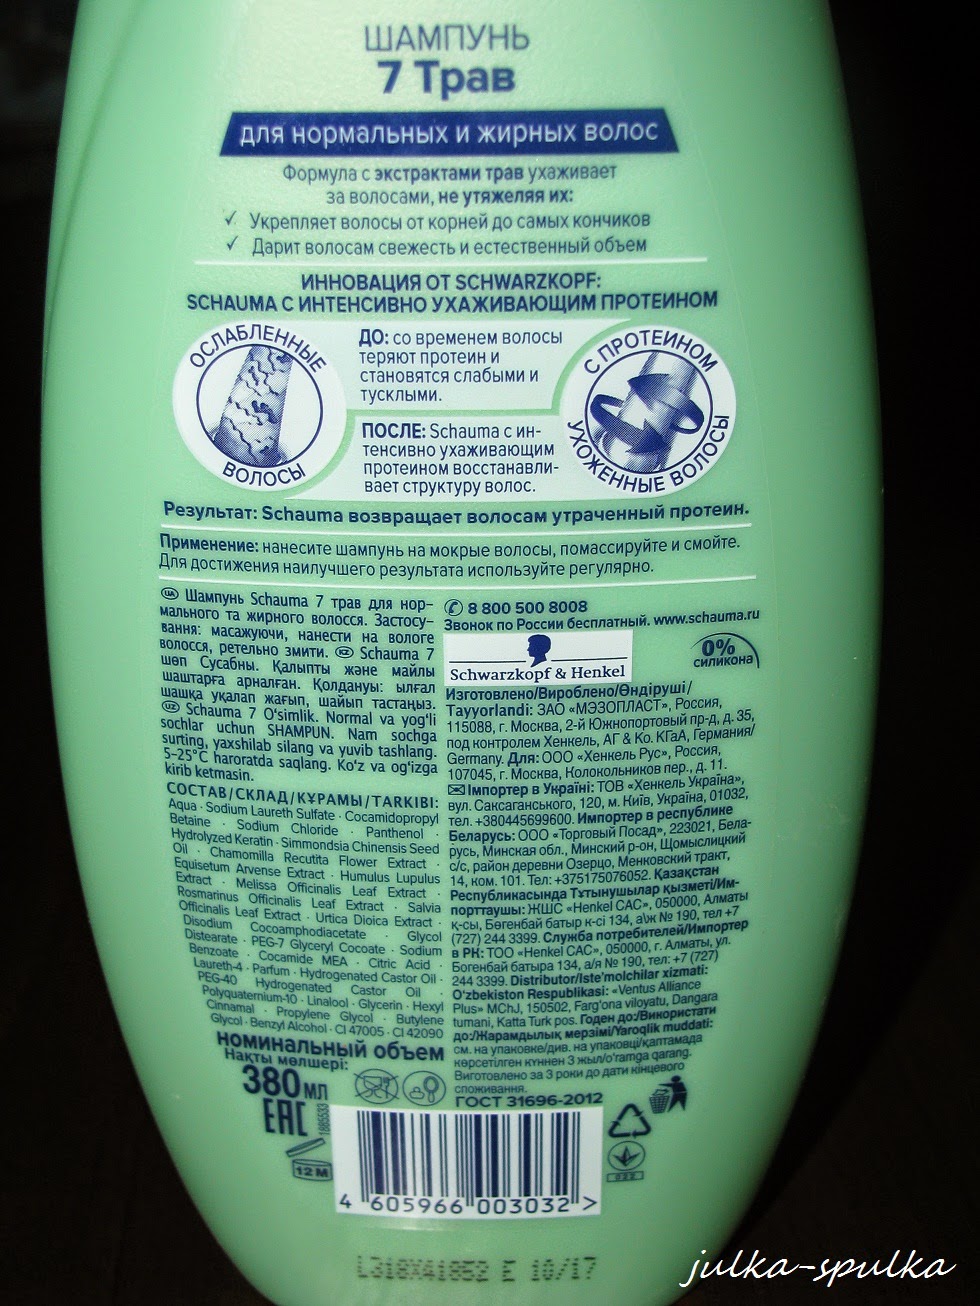 ШАМПУНЬ
7 Трав
для нормальных и жирных волос
Формула с экстрактами трав ухаживает
за волосами, не утяжеляя их:
✓ Укрепляет волосы от корней до самых кончиков
✓ Дарит волосам свежесть и естественный объем
ИННОВАЦИЯ ОТ SCHWARZKOPF:
SCHAUMA С ИНТЕНСИВНО УХАЖИВАЮЩИМ ПРОТЕИНОМ
ОСЛАБЛЕННЫЕ
ВОЛОСЫ
ДО: со временем волосы
теряют протеин и
становятся слабыми и
тусклыми.
ПОСЛЕ: Schauma с ин-
тенсивно ухаживающим
протеином восстанавли-
вает структуру волос.
С ПРОТЕИНОМ
УХОЖЕННЫЕ ВОЛОСЫ
Результат: Schauma возвращает волосам утраченный протеин.
Применение: нанесите шампунь на мокрые волосы, помассируйте и смойте.
Для достижения наилучшего результата используйте регулярно.
UA Шампунь Schauma 7 трав для нор-
мального та жирного волосся. Застосу-
вання: масажуючи, нанести на вологе
волосся, ретельно змити. KZ Schauma 7
шөп Сусабны. Қалыпты және майлы
шаштарға арналған. Қолдануы: ылғал
шашқа уқалап жағып, шайып тастаңыз.
UZ Schauma 7 O'simlik. Normal va yog'li
sochlar uchun SHAMPUN. Nam sochga
surting, yaxshilab silang va yuvib tashlang.
5-25°C haroratda saqlang. Ko'z va og'izga
kirib ketmasin.
СОСТАВ/СКЛАД/ҚҰРАМЫ/TARKIBI:
Aqua · Sodium Laureth Sulfate · Cocamidopropyl
Betaine · Sodium Chloride · Panthenol ·
Hydrolyzed Keratin · Simmondsia Chinensis Seed
Oil · Chamomilla Recutita Flower Extract ·
Equisetum Arvense Extract · Humulus Lupulus
Extract · Melissa Officinalis Leaf Extract ·
Rosmarinus Officinalis Leaf Extract · Salvia
Officinalis Leaf Extract · Urtica Dioica Extract ·
Disodium Cocoamphodiacetate · Glycol
Distearate · PEG-7 Glyceryl Cocoate · Sodium
Benzoate · Cocamide MEA · Citric Acid ·
Laureth-4 · Parfum · Hydrogenated Castor Oil ·
PEG-40 Hydrogenated Castor Oil ·
Polyquaternium-10 · Linalool · Glycerin · Hexyl
Cinnamal · Propylene Glycol · Butylene
Glycol · Benzyl Alcohol · CI 47005 · CI 42090
номинальный объем
Нақты мөлшері:
380 мл
EAC
1885533
12 M
8 800 500 8008
Звонок по России бесплатный. www.schauma.ru
Schwarzkopf & Henkel
0%
СИЛИКОНА
Изготовлено/Вироблено/Өндіруші/
Tayyorlandi: ЗАО «МЭЗОПЛАСТ», Россия,
115088, г. Москва, 2-й Южнопортовый пр-д, д. 35,
под контролем Хенкель, АГ & Ко. КГаА, Германия/
Germany. Для: ООО «Хенкель Рус», Россия,
107045, г. Москва, Колокольников пер., д. 11.
Імпортер в Україні: ТОВ «Хенкель Україна»,
вул. Саксаганського, 120, м. Київ, Україна, 01032,
тел. +380445699600. Импортер в республике
Беларусь: ООО «Торговый Посад», 223021, Бела-
русь, Минская обл., Минский р-он, Щомыслицкий
с/с, район деревни Озерцо, Менковский тракт,
14, ком. 101. Тел: +375175076052. Қазақстан
Республикасында Тұтынушылар қызметі/Им-
порттаушы: ЖШС «Henkel САС», 050000, Алматы
қ-сы, Бөгенбай батыр к-сі 134, а/ж № 190, тел +7
(727) 244 3399. Служба потребителей/Импортер
в РК: ТОО «Henkel САС», 050000, г. Алматы, ул.
Богенбай батыра 134, а/я № 190, тел: +7 (727)
244 3399. Distributor/Iste'molchilar xizmati:
O'zbekiston Respublikasi: «Ventus Alliance
Plus» MChJ, 150502, Farg'ona viloyatu, Dangara
tumani, Katta Turk pos. Годен до:/Використати
до:/Жарамдылық мерзімі/Yaroqlik muddati:
см. на упаковке/див. на упаковці/қаптамада
көрсетілген күннен 3 жыл/o'ramga qarang.
Виготовлено за 3 роки до дати кінцевого
споживання.
ГОСТ 31696-2012
4 605966 003032 >
L318X41852 E 10/17
julka-spulka